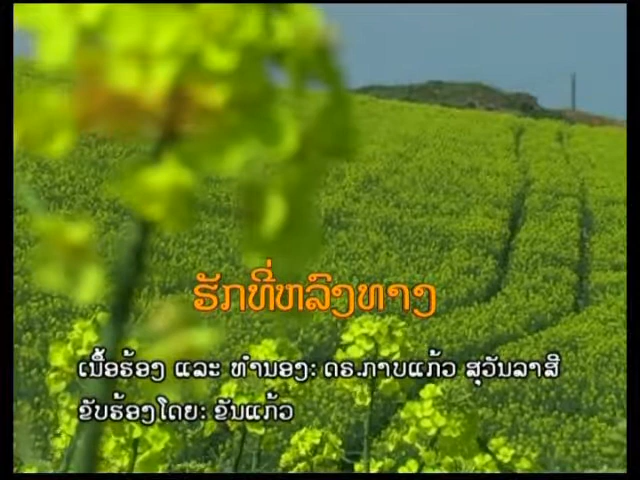 ຮັກທີ່ຫລົງທາງ
ເນື້ອຮ້ອງ ແລະ ທຳນອງ: ດຣ.ກາບແກ້ວ ສຸວັນລາສີ
ຂັບຮ້ອງໂດຍ: ຂັນແກ້ວ